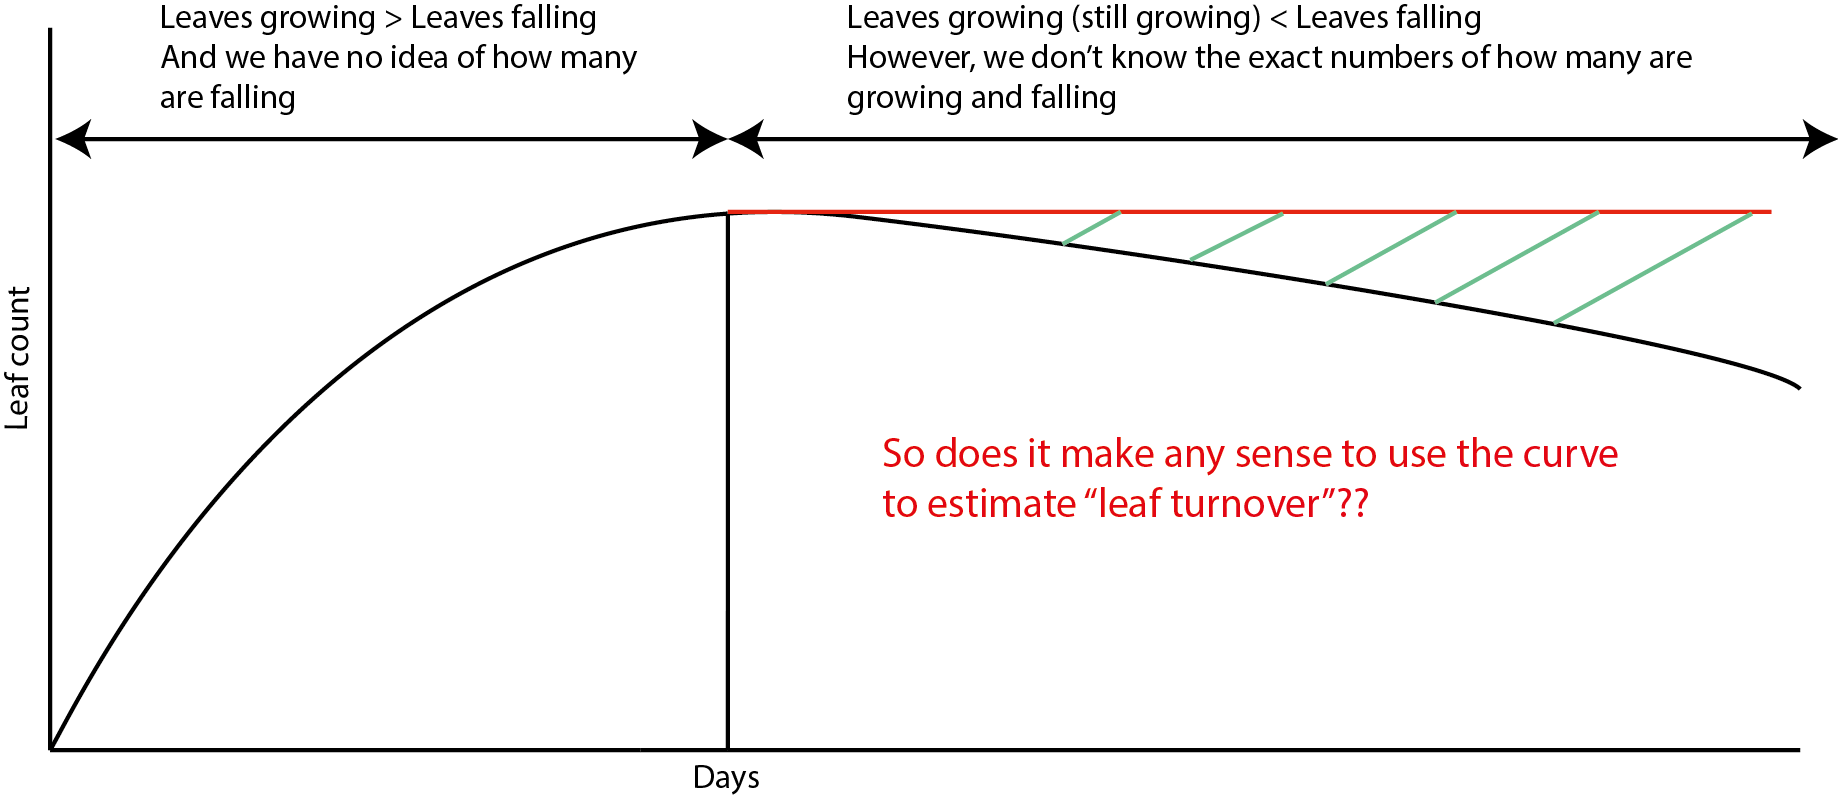 Leaves growing > Leaves falling
And we have no idea of how many
are falling
Leaves growing (still growing) < Leaves falling
However, we don’t know the exact numbers of how many are
growing and falling
Leaf count
So does it make any sense to use the curve
to estimate “leaf turnover”??
Days